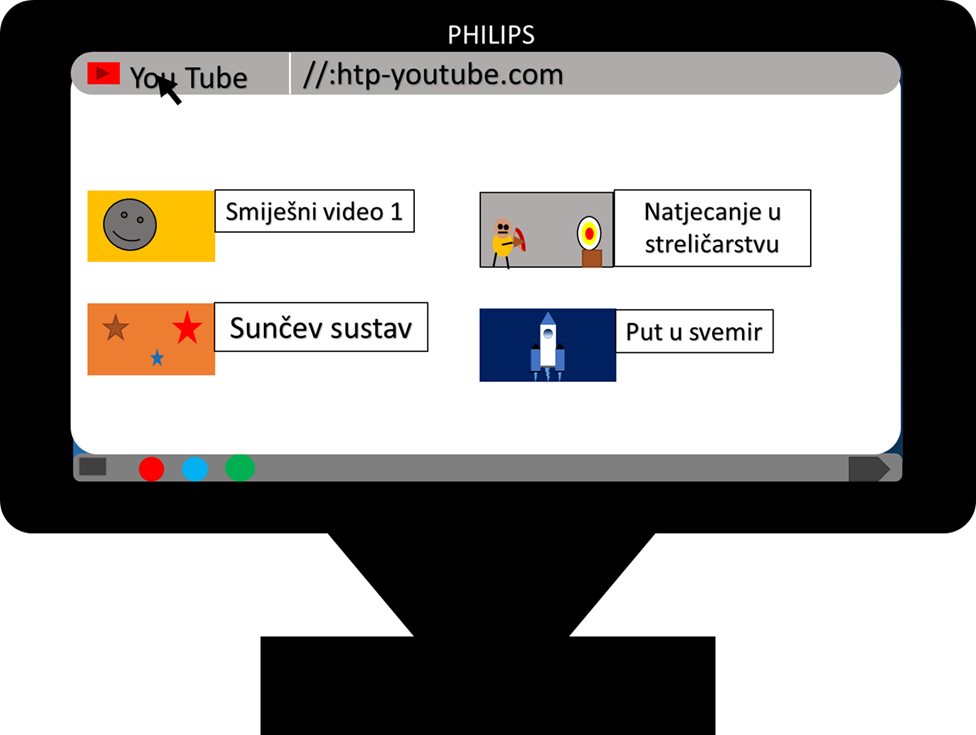 PHILIPS
You Tube
//:htp-youtube.com
Smiješni video 1
Natjecanje u
streličarstvu
Sunčev sustav
Put u svemir